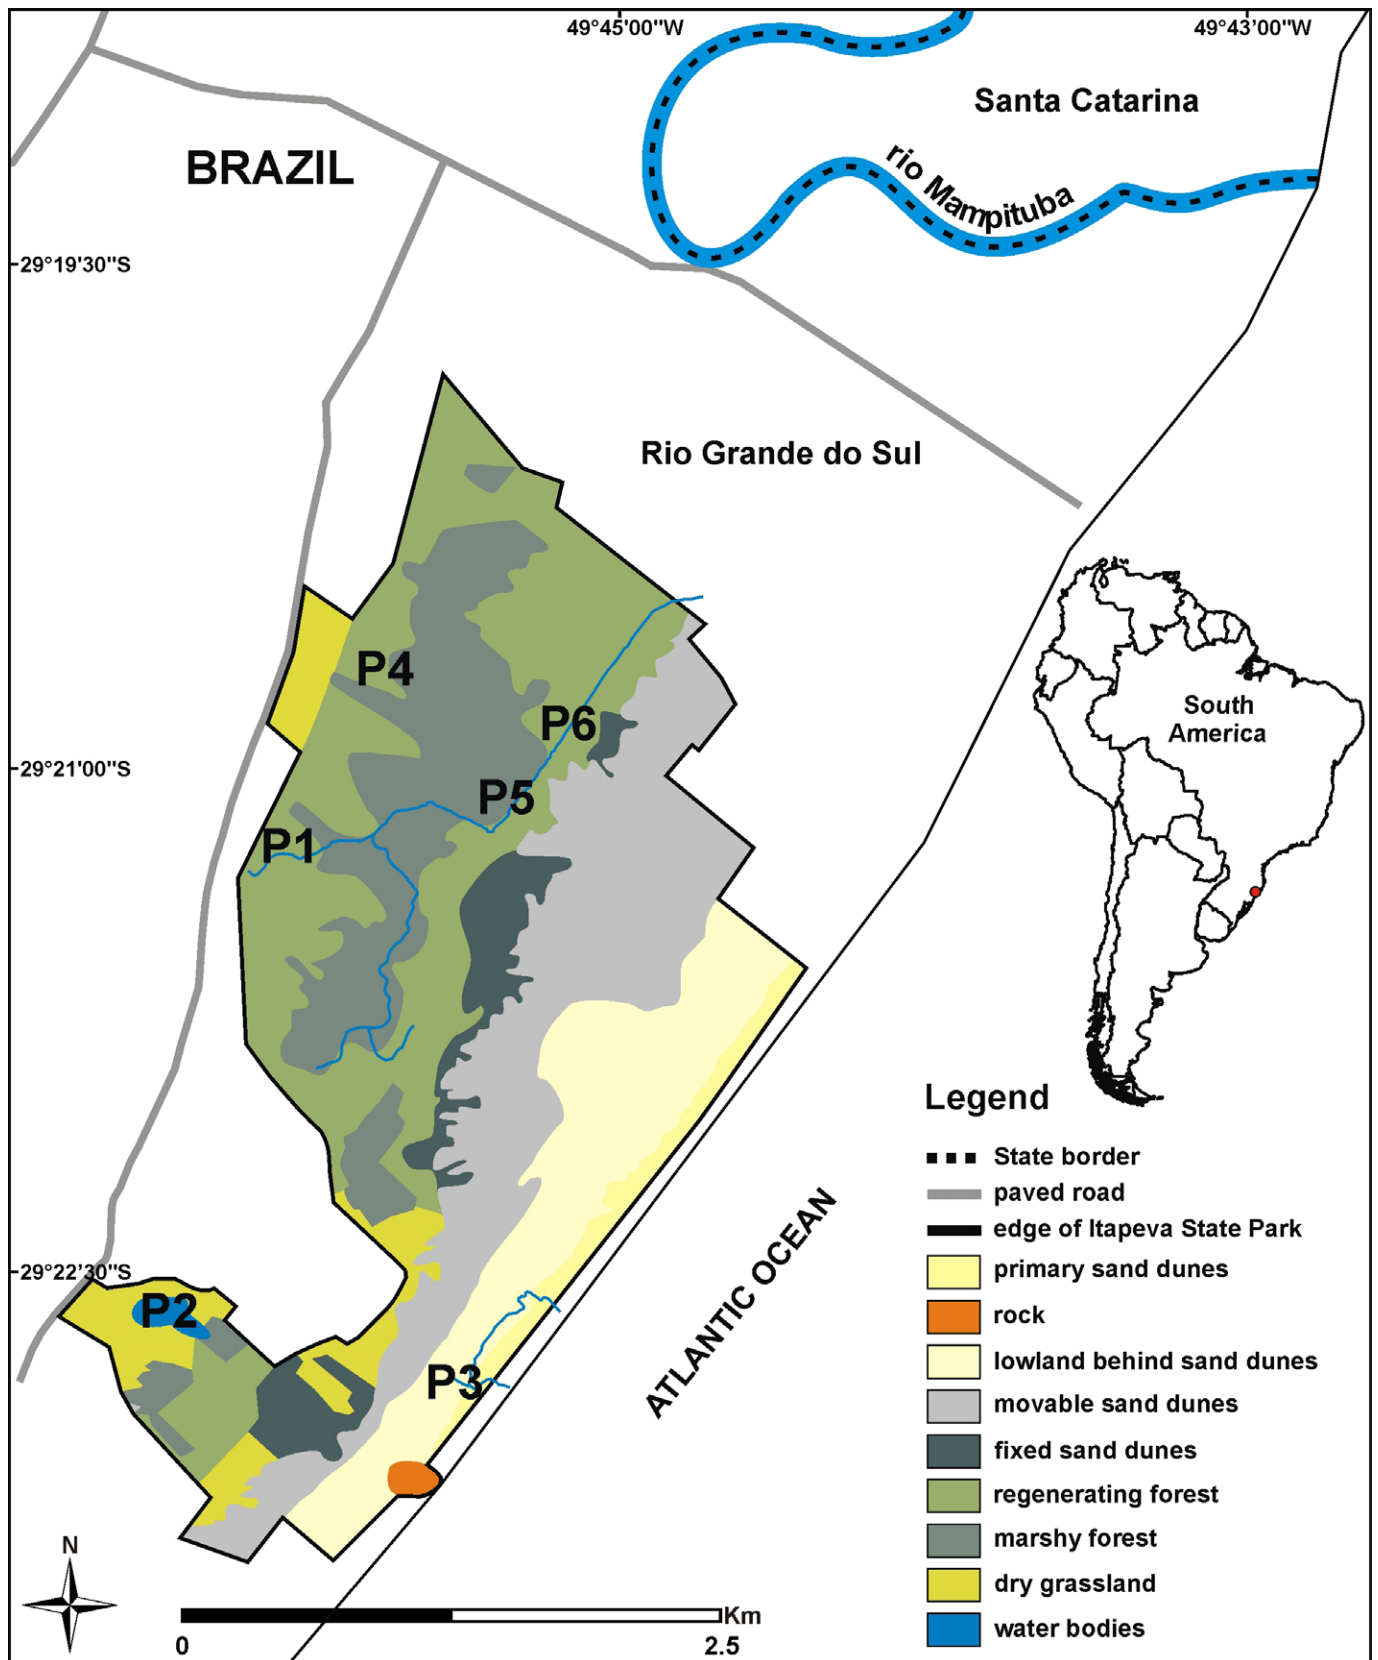 49°45'00"W
49°43'00"W
Santa Catarina
BRAZIL
rio Mampituba
29°19'30"S
Rio Grande do Sul
P4
P6
South
America
29°21'00"S
P5
P1
Legend
State border
paved road
edge of Itapeva State Park
primary sand dunes
rock
lowland behind sand dunes
movable sand dunes
fixed sand dunes
regenerating forest
marshy forest
dry grassland
water bodies
ATLANTIC OCEAN
29°22'30"S
P2
P3
N
Km
0
2.5